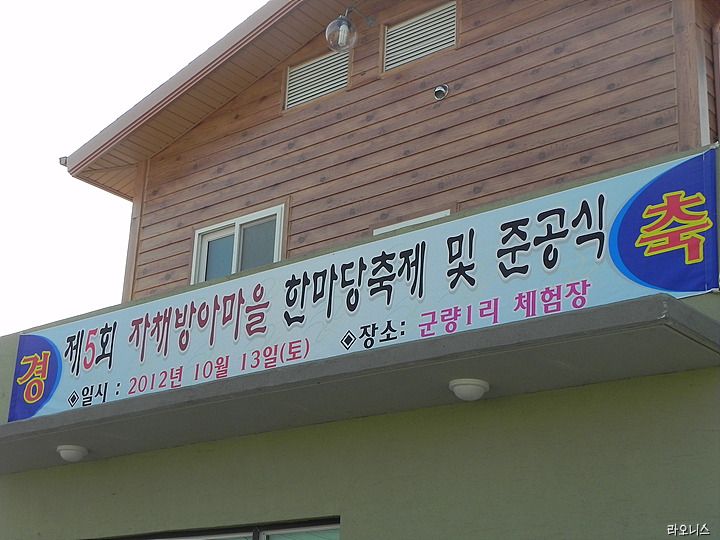 경 제5회 자채방아마을 한마당축제 및 준공식 축
◈일시 : 2012년 10월 13일(토) ◈장소: 군량1리 체험장
라오니스